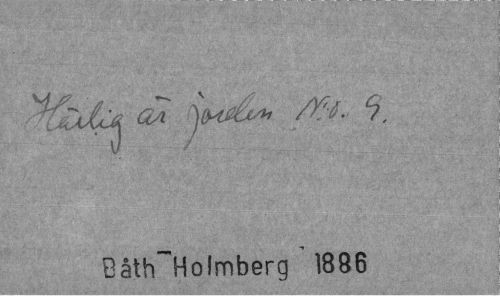 Härlig är jorden N:o. 9.
Båth-Holmberg 1886